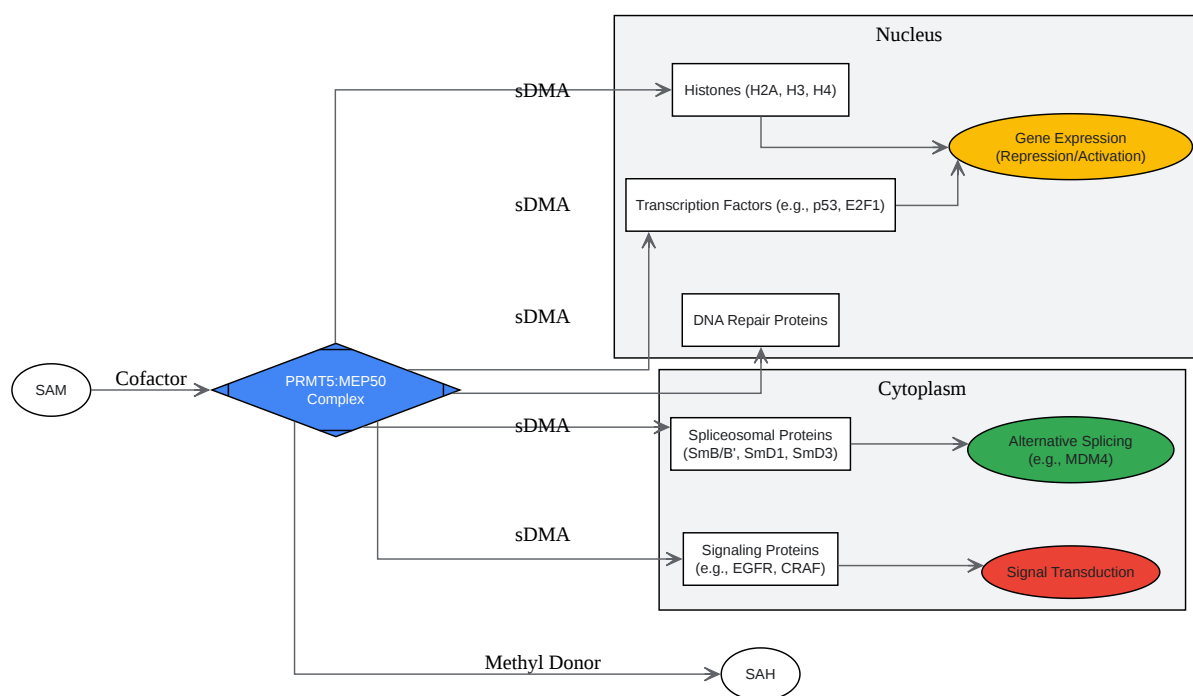 Nucleus
sDMA
Histones (H2A, H3, H4)
Gene Expression
(Repression/Activation)
sDMA
Transcription Factors (e.g., p53, E2F1)
sDMA
DNA Repair Proteins
SAM
Cofactor
PRMT5:MEP50
Complex
Cytoplasm
sDMA
Spliceosomal Proteins
(SmB/B', SmD1, SmD3)
Alternative Splicing
(e.g., MDM4)
sDMA
Signaling Proteins
(e.g., EGFR, CRAF)
Signal Transduction
Methyl Donor
SAH